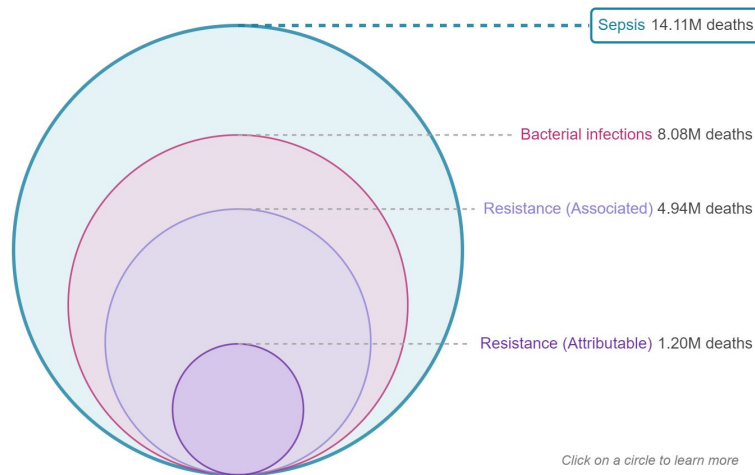 Sepsis 14.11M deaths
Bacterial infections 8.08M deaths
Resistance (Associated) 4.94M deaths
Resistance (Attributable) 1.20M deaths
Click on a circle to learn more